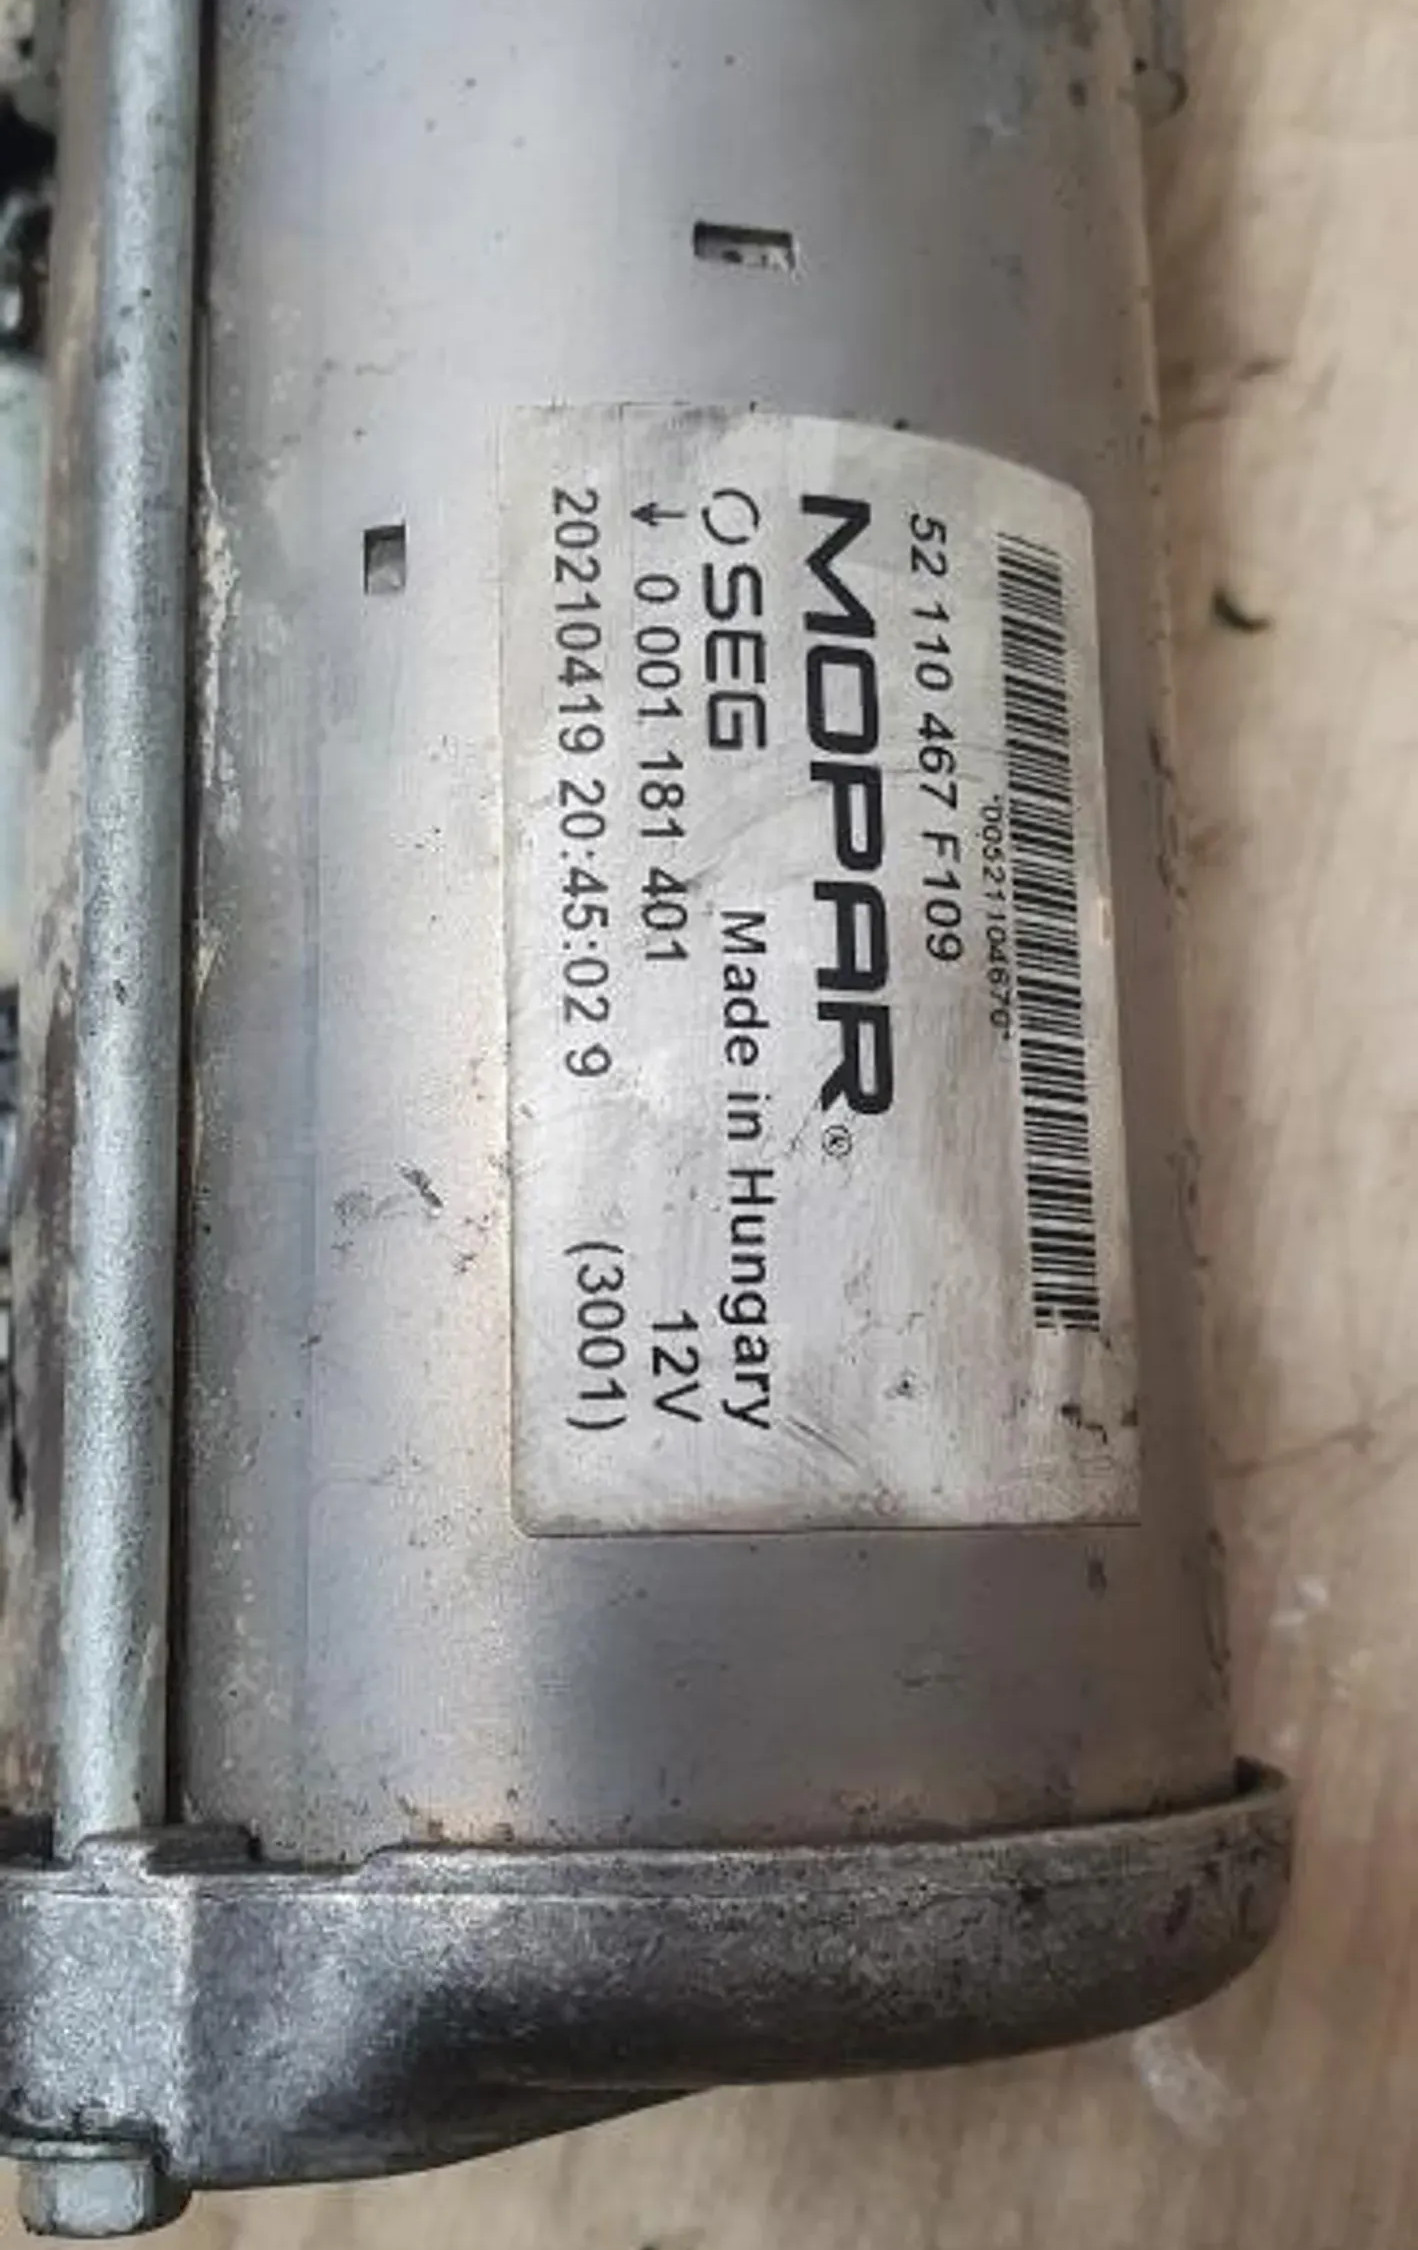 *00521104670*
52 110 467 F109
MOPAR®
SEG Made in Hungary
↓ 0 001 181 401 12V
20210419 20:45:02 9 (3001)